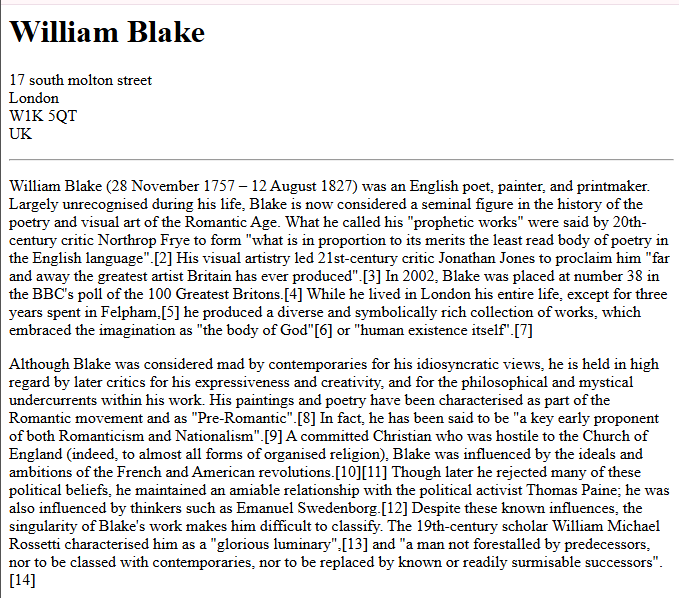 William Blake
17 south molton street
London
W1K 5QT
UK
William Blake (28 November 1757 – 12 August 1827) was an English poet, painter, and printmaker.
Largely unrecognised during his life, Blake is now considered a seminal figure in the history of the
poetry and visual art of the Romantic Age. What he called his "prophetic works" were said by 20th-
century critic Northrop Frye to form "what is in proportion to its merits the least read body of poetry in
the English language".[2] His visual artistry led 21st-century critic Jonathan Jones to proclaim him "far
and away the greatest artist Britain has ever produced".[3] In 2002, Blake was placed at number 38 in
the BBC's poll of the 100 Greatest Britons.[4] While he lived in London his entire life, except for three
years spent in Felpham,[5] he produced a diverse and symbolically rich collection of works, which
embraced the imagination as "the body of God"[6] or "human existence itself".[7]
Although Blake was considered mad by contemporaries for his idiosyncratic views, he is held in high
regard by later critics for his expressiveness and creativity, and for the philosophical and mystical
undercurrents within his work. His paintings and poetry have been characterised as part of the
Romantic movement and as "Pre-Romantic".[8] In fact, he has been said to be "a key early proponent
of both Romanticism and Nationalism".[9] A committed Christian who was hostile to the Church of
England (indeed, to almost all forms of organised religion), Blake was influenced by the ideals and
ambitions of the French and American revolutions.[10][11] Though later he rejected many of these
political beliefs, he maintained an amiable relationship with the political activist Thomas Paine; he was
also influenced by thinkers such as Emanuel Swedenborg.[12] Despite these known influences, the
singularity of Blake's work makes him difficult to classify. The 19th-century scholar William Michael
Rossetti characterised him as a "glorious luminary",[13] and "a man not forestalled by predecessors,
nor to be classed with contemporaries, nor to be replaced by known or readily surmisable successors".
[14]